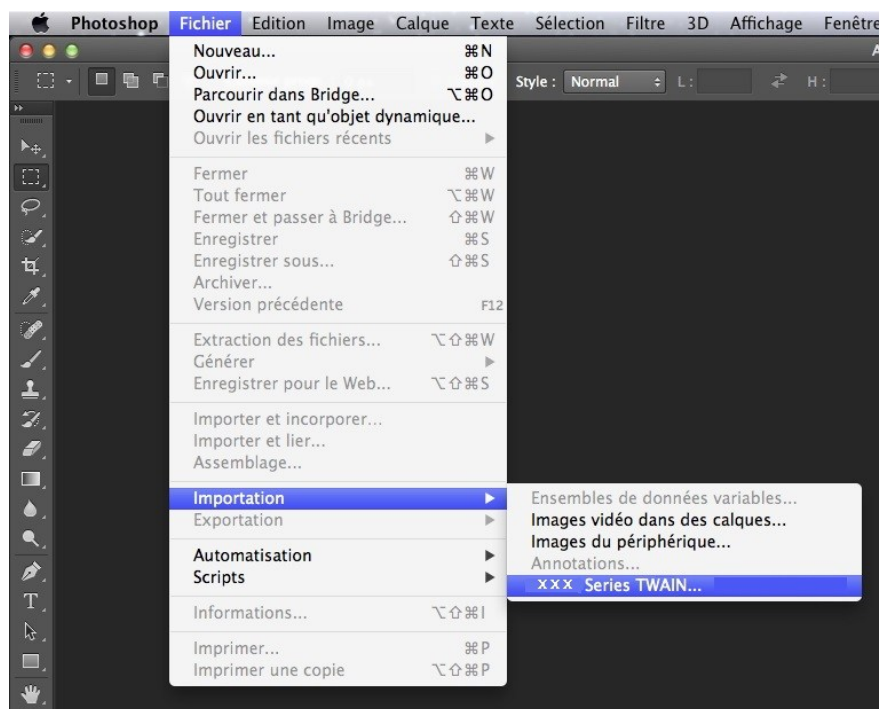 Photoshop Fichier Edition Image Calque Texte Sélection Filtre 3D Affichage Fenêtre
Style : Normal L : H :
Nouveau... ⌘N
Ouvrir... ⌘O
Parcourir dans Bridge... ⌥⌘O
Ouvrir en tant qu'objet dynamique...
Ouvrir les fichiers récents
Fermer ⌘W
Tout fermer ⌥⌘W
Fermer et passer à Bridge... ⇧⌘W
Enregistrer ⌘S
Enregistrer sous... ⇧⌘S
Archiver...
Version précédente F12
Extraction des fichiers... ⌥⇧⌘W
Générer
Enregistrer pour le Web... ⌥⇧⌘S
Importer et incorporer...
Importer et lier...
Assemblage...
Importation
Exportation
Automatisation
Scripts
Informations... ⌥⇧⌘I
Imprimer... ⌘P
Imprimer une copie ⌥⇧⌘P
Ensembles de données variables...
Images vidéo dans des calques...
Images du périphérique...
Annotations...
XXX Series TWAIN...